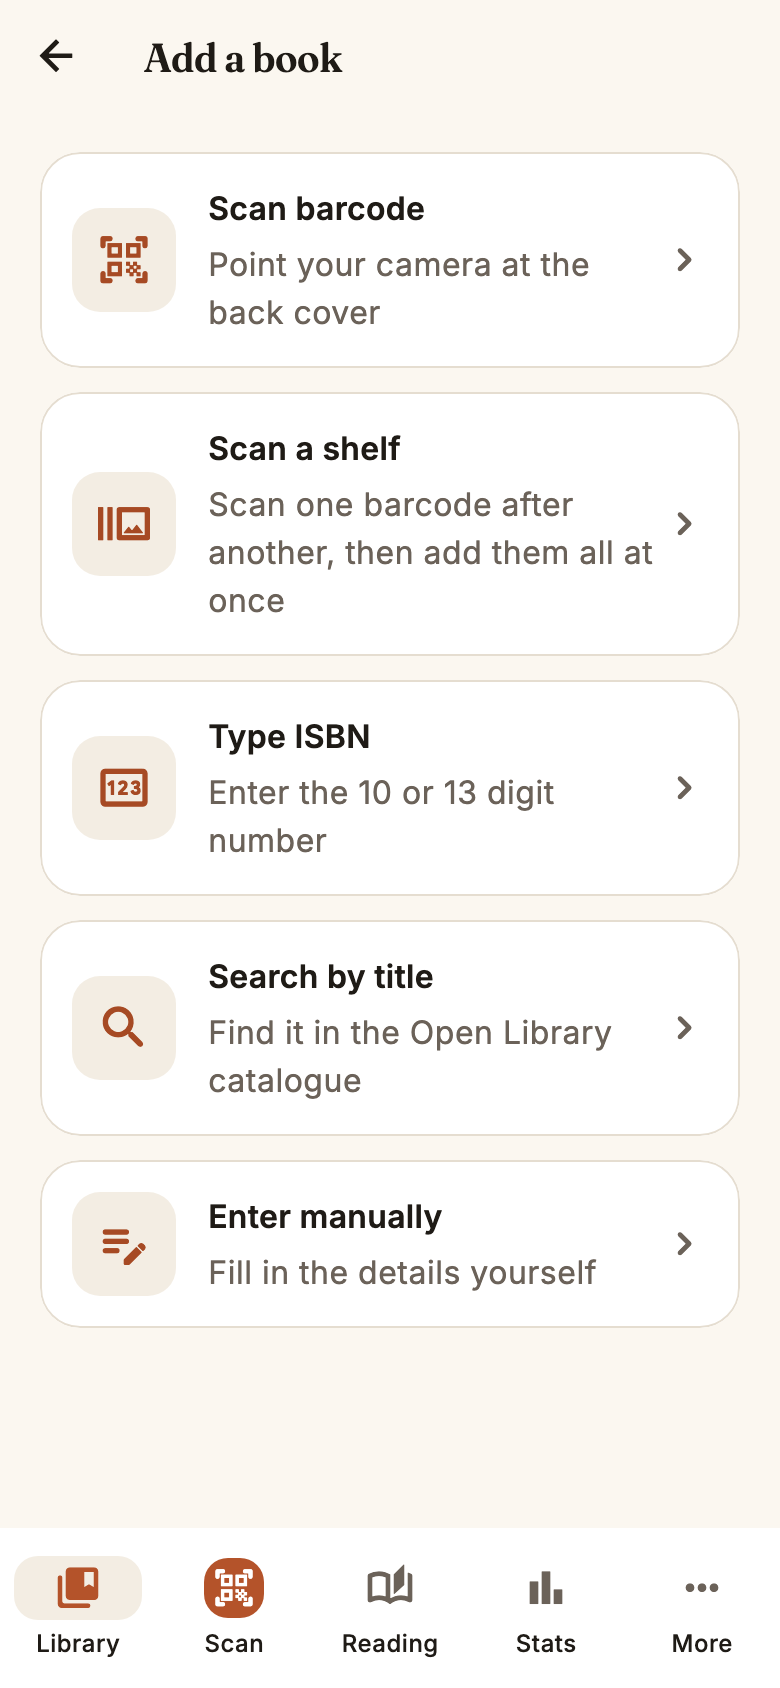 Add a book
Scan barcode
Point your camera at the
back cover
Scan a shelf
Scan one barcode after
another, then add them all at
once
Type ISBN
123
Enter the 10 or 13 digit
number
Search by title
Find it in the Open Library
catalogue
Enter manually
Fill in the details yourself
Library
Scan
Reading
Stats
More